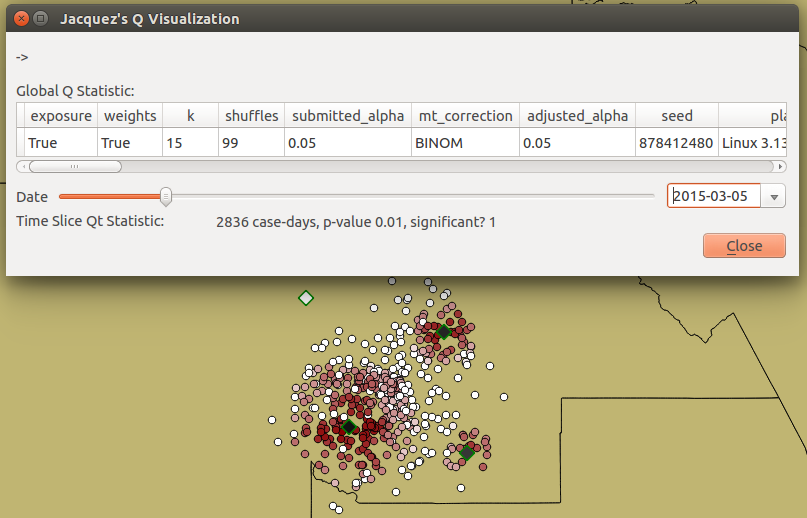 Jacquez's Q Visualization
->
Global Q Statistic:
exposure weights k shuffles submitted_alpha mt_correction adjusted_alpha seed pla
True True 15 99 0.05 BINOM 0.05 878412480 Linux 3.13
Date 2015-03-05
Time Slice Qt Statistic: 2836 case-days, p-value 0.01, significant? 1
Close